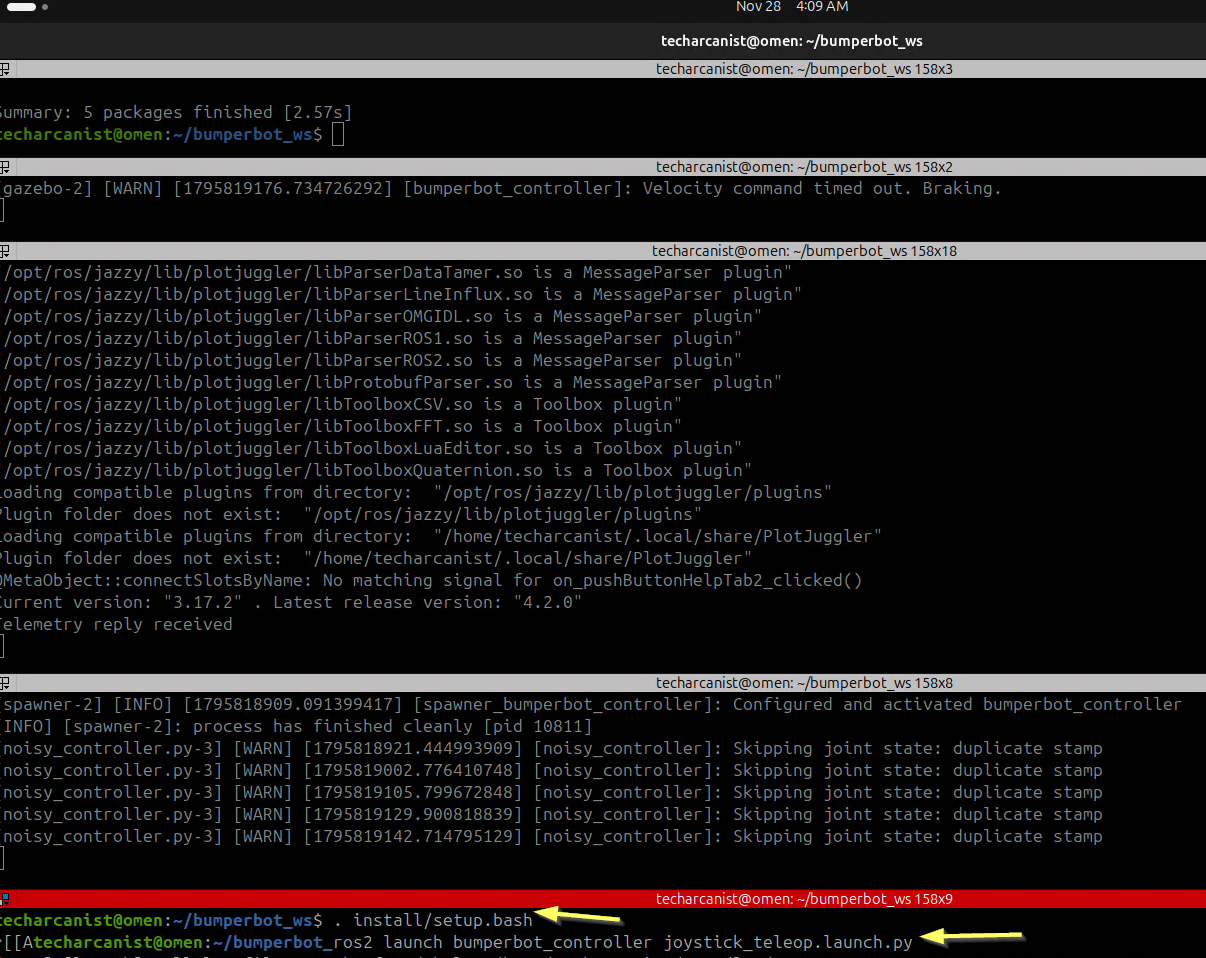 Nov 28 4:09 AM
techarcanist@omen: ~/bumperbot_ws
techarcanist@omen: ~/bumperbot_ws 158x3
Summary: 5 packages finished [2.57s]
techarcanist@omen:~/bumperbot_ws$
techarcanist@omen: ~/bumperbot_ws 158x2
[gazebo-2] [WARN] [1795819176.734726292] [bumperbot_controller]: Velocity command timed out. Braking.
techarcanist@omen: ~/bumperbot_ws 158x18
"/opt/ros/jazzy/lib/plotjuggler/libParserDataTamer.so is a MessageParser plugin"
"/opt/ros/jazzy/lib/plotjuggler/libParserLineInflux.so is a MessageParser plugin"
"/opt/ros/jazzy/lib/plotjuggler/libParserOMGIDL.so is a MessageParser plugin"
"/opt/ros/jazzy/lib/plotjuggler/libParserROS1.so is a MessageParser plugin"
"/opt/ros/jazzy/lib/plotjuggler/libParserROS2.so is a MessageParser plugin"
"/opt/ros/jazzy/lib/plotjuggler/libProtobufParser.so is a MessageParser plugin"
"/opt/ros/jazzy/lib/plotjuggler/libToolboxCSV.so is a Toolbox plugin"
"/opt/ros/jazzy/lib/plotjuggler/libToolboxFFT.so is a Toolbox plugin"
"/opt/ros/jazzy/lib/plotjuggler/libToolboxLuaEditor.so is a Toolbox plugin"
"/opt/ros/jazzy/lib/plotjuggler/libToolboxQuaternion.so is a Toolbox plugin"
Loading compatible plugins from directory:  "/opt/ros/jazzy/lib/plotjuggler/plugins"
Plugin folder does not exist:  "/opt/ros/jazzy/lib/plotjuggler/plugins"
Loading compatible plugins from directory:  "/home/techarcanist/.local/share/PlotJuggler"
Plugin folder does not exist:  "/home/techarcanist/.local/share/PlotJuggler"
QMetaObject::connectSlotsByName: No matching signal for on_pushButtonHelpTab2_clicked()
Current version: "3.17.2" . Latest release version: "4.2.0"
Telemetry reply received
techarcanist@omen: ~/bumperbot_ws 158x8
[spawner-2] [INFO] [1795818909.091399417] [spawner_bumperbot_controller]: Configured and activated bumperbot_controller
[INFO] [spawner-2]: process has finished cleanly [pid 10811]
[noisy_controller.py-3] [WARN] [1795818921.444993909] [noisy_controller]: Skipping joint state: duplicate stamp
[noisy_controller.py-3] [WARN] [1795819002.776410748] [noisy_controller]: Skipping joint state: duplicate stamp
[noisy_controller.py-3] [WARN] [1795819105.799672848] [noisy_controller]: Skipping joint state: duplicate stamp
[noisy_controller.py-3] [WARN] [1795819129.900818839] [noisy_controller]: Skipping joint state: duplicate stamp
[noisy_controller.py-3] [WARN] [1795819142.714795129] [noisy_controller]: Skipping joint state: duplicate stamp
techarcanist@omen: ~/bumperbot_ws 158x9
techarcanist@omen:~/bumperbot_ws$ . install/setup.bash
^[[Atecharcanist@omen:~/bumperbot_ros2 launch bumperbot_controller joystick_teleop.launch.py